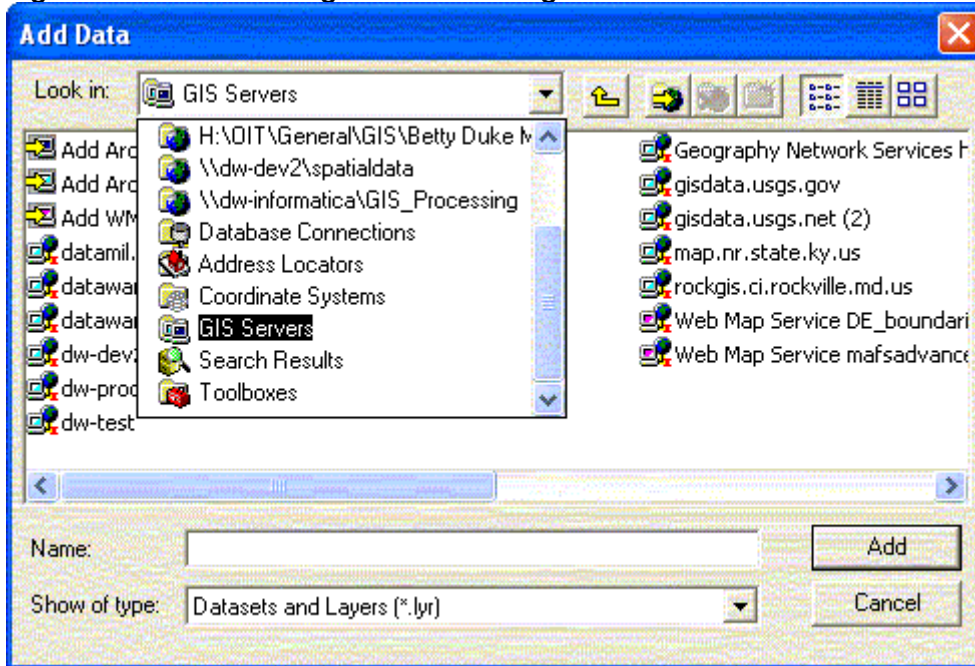 Add Data
Look in: GIS Servers
H:\OIT\General\GIS\Betty Duke
\\dw-dev2\spatialdata
\\dw-informatica\GIS_Processing
Database Connections
Address Locators
Coordinate Systems
GIS Servers
Search Results
Toolboxes
Add Arc
Add Arc
Add
datamil.
datawar
datawar
dw-dev2
dw-prod
dw-test
Geography Network Services
gisdata.usgs.gov
gisdata.usgs.net (2)
map.nr.state.ky.us
rockgis.ci.rockville.md.us
Web Map Service DE_boundari
Web Map Service mafsadvance
Name:
Add
Show of type: Datasets and Layers (*.lyr)
Cancel